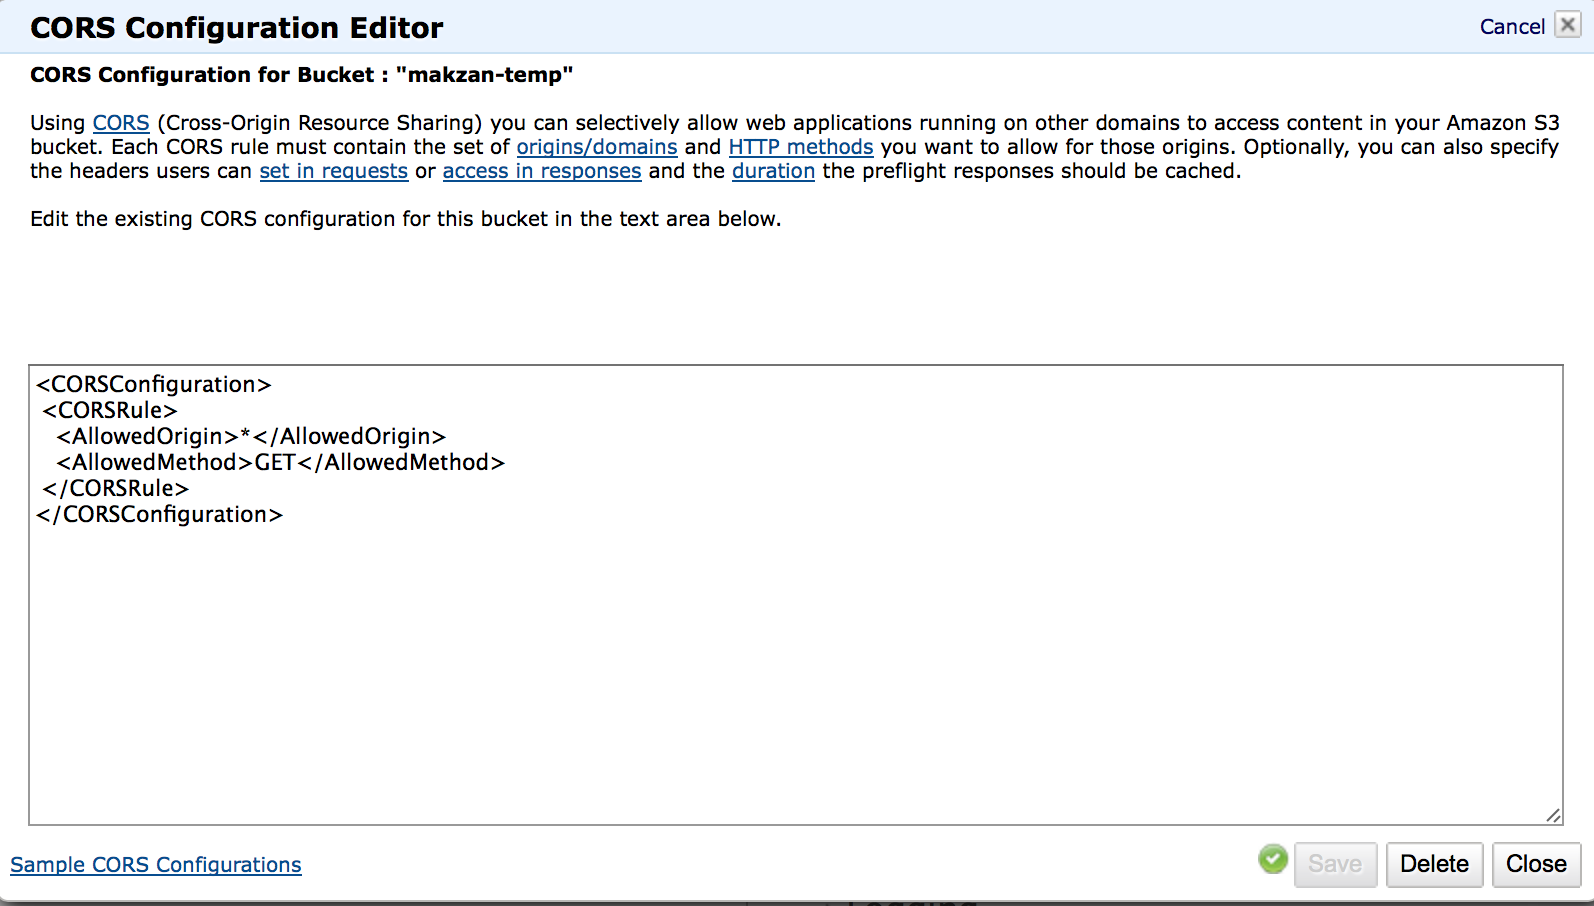 CORS Configuration Editor
Cancel
CORS Configuration for Bucket : "makzan-temp"
Using CORS (Cross-Origin Resource Sharing) you can selectively allow web applications running on other domains to access content in your Amazon S3
bucket. Each CORS rule must contain the set of origins/domains and HTTP methods you want to allow for those origins. Optionally, you can also specify
the headers users can set in requests or access in responses and the duration the preflight responses should be cached.
Edit the existing CORS configuration for this bucket in the text area below.
<CORSConfiguration>
<CORSRule>
<AllowedOrigin>*</AllowedOrigin>
<AllowedMethod>GET</AllowedMethod>
</CORSRule>
</CORSConfiguration>
Sample CORS Configurations
Save
Delete
Close